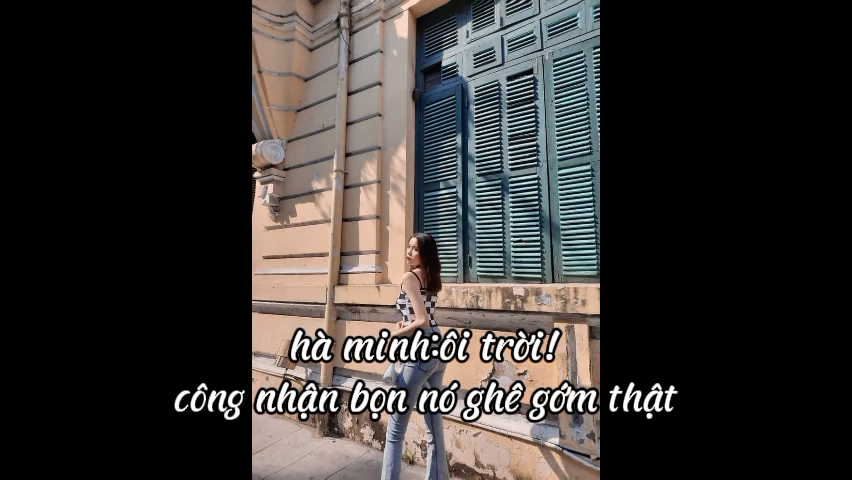 hà minh:ôi trời!
công nhận bọn nó ghê gớm thật